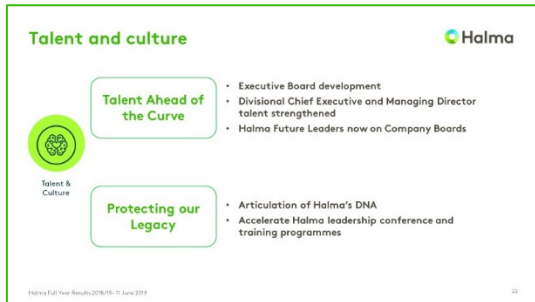 Talent and culture
Halma
Talent Ahead of
the Curve
• Executive Board development
• Divisional Chief Executive and Managing Director
talent strengthened
• Halma Future Leaders now on Company Boards
Talent &
Culture
Protecting our
Legacy
• Articulation of Halma's DNA
• Accelerate Halma leadership conference and
training programmes
Halma Full Year Results 2018/19–11 June 2019